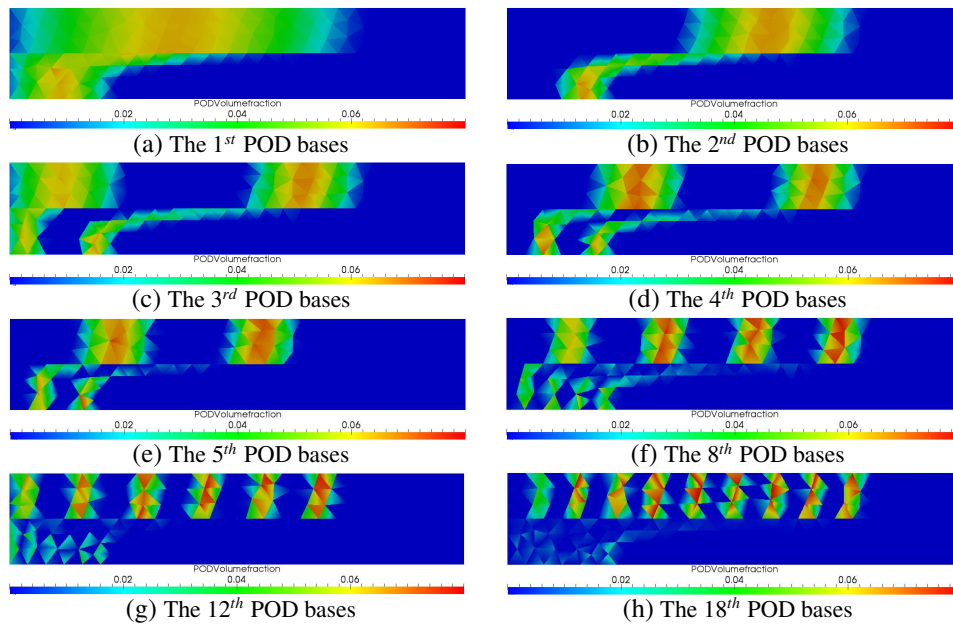 PODVolumefraction PODVolumefraction
0.02 0.04 0.06 0.02 0.04 0.06
(a) The 1st POD bases (b) The 2nd POD bases
PODVolumefraction PODVolumefraction
0.02 0.04 0.06 0.02 0.04 0.06
(c) The 3rd POD bases (d) The 4th POD bases
PODVolumefraction PODVolumefraction
0.02 0.04 0.06 0.02 0.04 0.06
(e) The 5th POD bases (f) The 8th POD bases
PODVolumefraction PODVolumefraction
0.02 0.04 0.06 0.02 0.04 0.06
(g) The 12th POD bases (h) The 18th POD bases